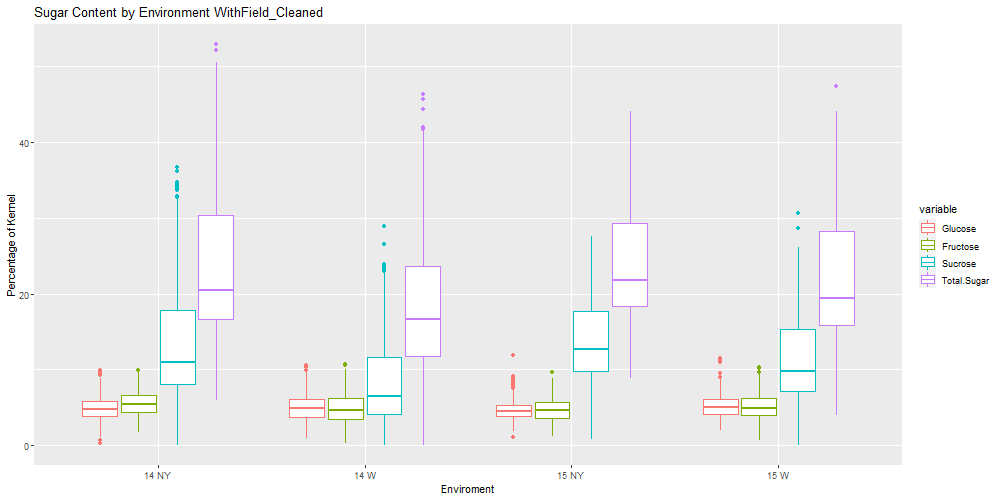 Sugar Content by Environment WithField_Cleaned
Percentage of Kernel
40
20
0
14 NY
14 W
15 NY
15 W
Enviroment
variable
Glucose
Fructose
Sucrose
Total.Sugar